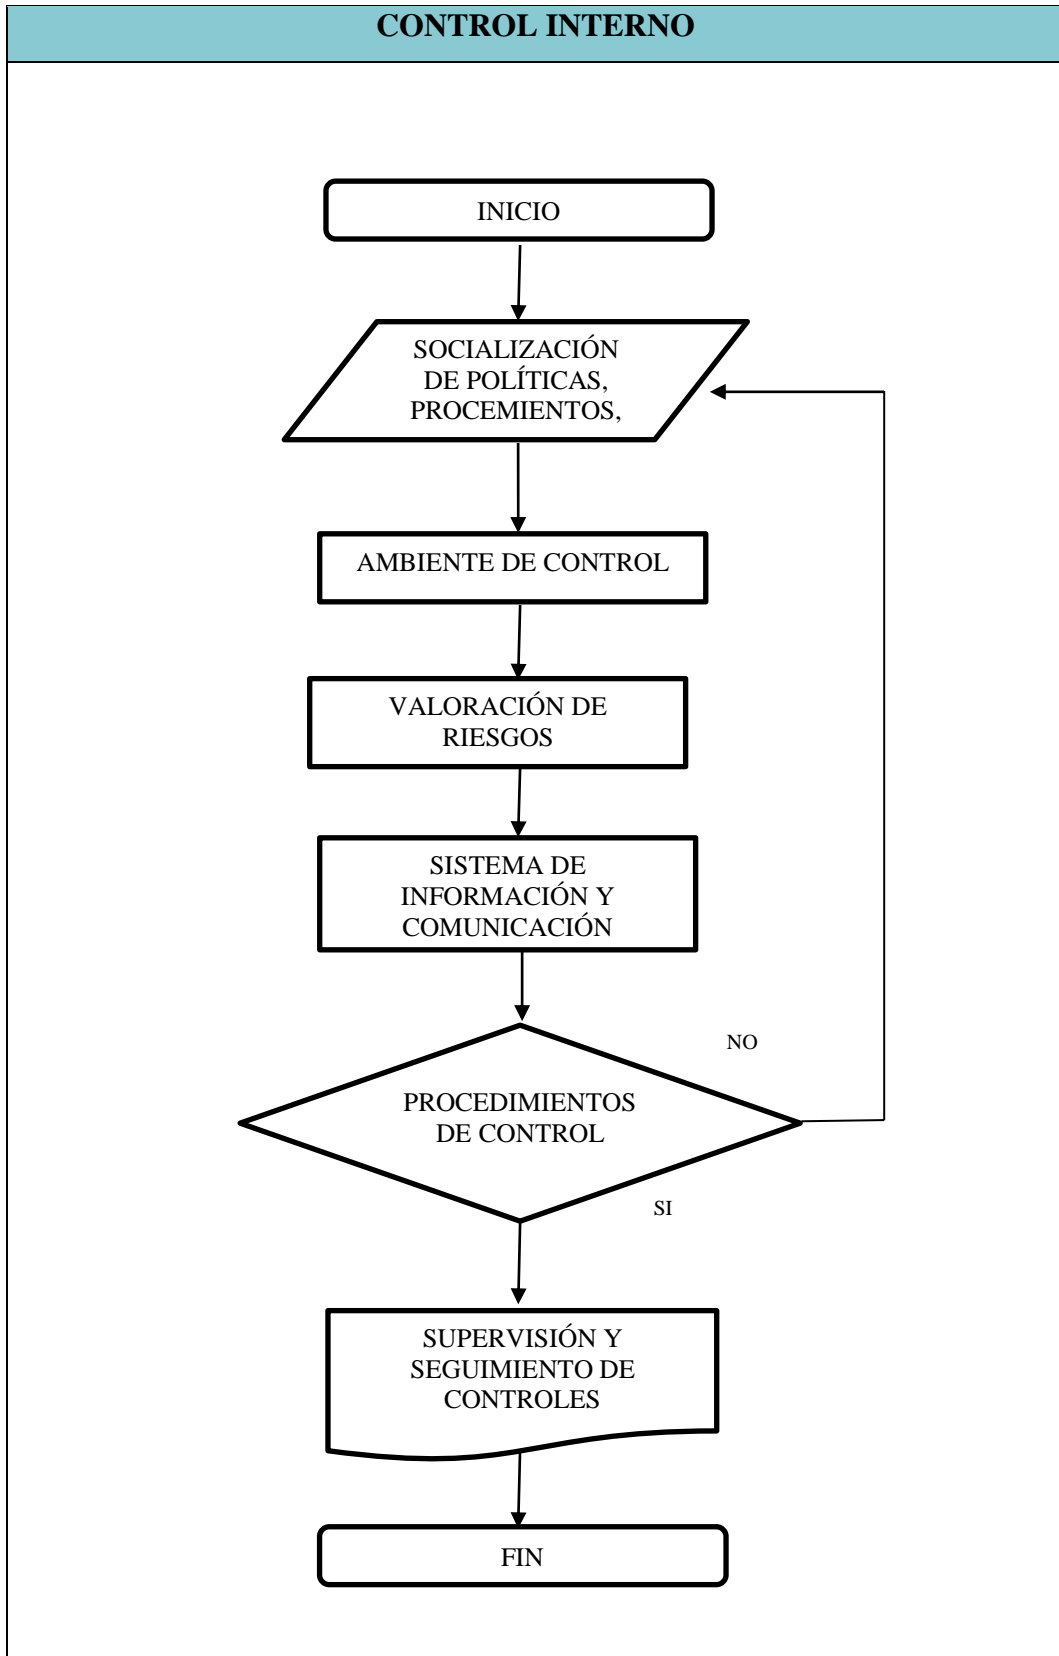 CONTROL INTERNO
INICIO
SOCIALIZACIÓN
DE POLÍTICAS,
PROCEMIENTOS,
AMBIENTE DE CONTROL
VALORACIÓN DE
RIESGOS
SISTEMA DE
INFORMACIÓN Y
COMUNICACIÓN
NO
PROCEDIMIENTOS
DE CONTROL
SI
SUPERVISIÓN Y
SEGUIMIENTO DE
CONTROLES
FIN